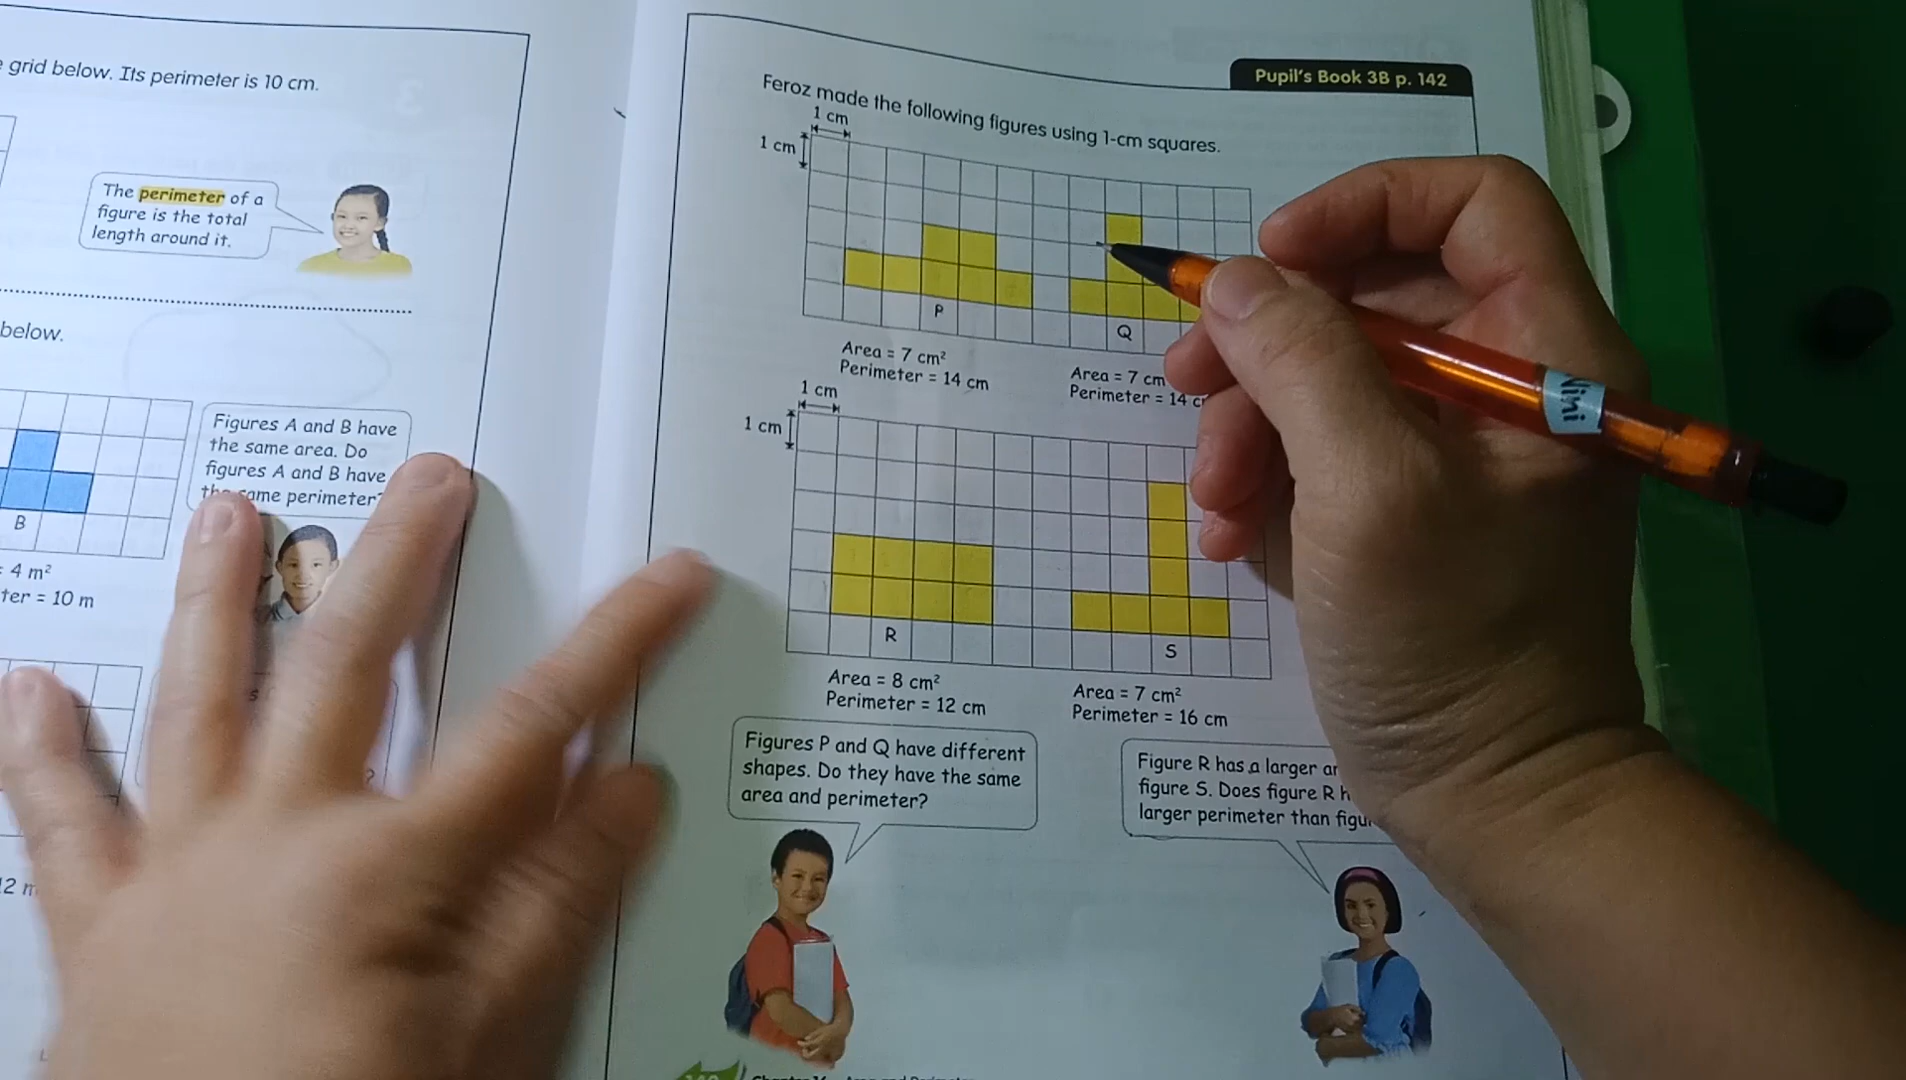 grid below. Its perimeter is 10 cm.
The perimeter of a
figure is the total
length around it.
below.
Figures A and B have
the same area. Do
figures A and B have
same perimeter
B
4 m²
= 10 m
?
Pupil's Book 3B p. 142
Feroz made the following figures using 1-cm squares.
1 cm
1 cm
P
Q
Area = 7 cm²
Perimeter = 14 cm
Area = 7 cm
Perimeter = 14
1 cm
1 cm
R
S
Area = 8 cm²
Perimeter = 12 cm
Area = 7 cm²
Perimeter = 16 cm
Figures P and Q have different
shapes. Do they have the same
area and perimeter?
Figure R has a larger
figure S. Does figure R
larger perimeter than
Nini